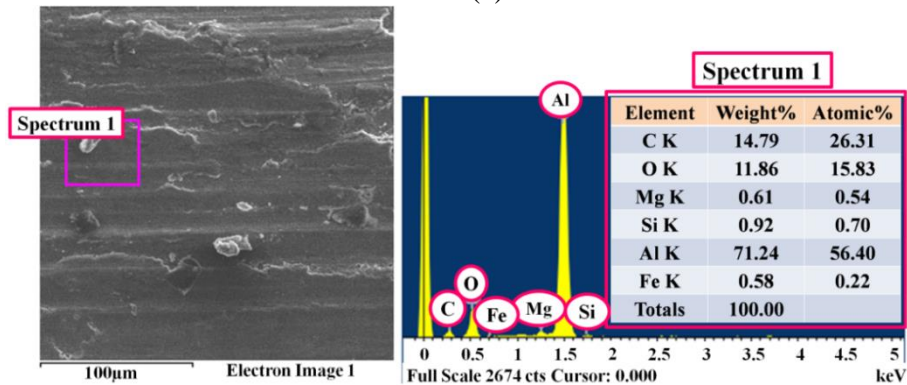 Spectrum 1
100μm
Electron Image 1
Spectrum 1
Al
O
C
Fe
Mg
Si
Element Weight% Atomic%
C K 14.79 26.31
O K 11.86 15.83
Mg K 0.61 0.54
Si K 0.92 0.70
Al K 71.24 56.40
Fe K 0.58 0.22
Totals 100.00
0 0.5 1 1.5 2 2.5 3 3.5 4 4.5 5
Full Scale 2674 cts Cursor: 0.000 keV